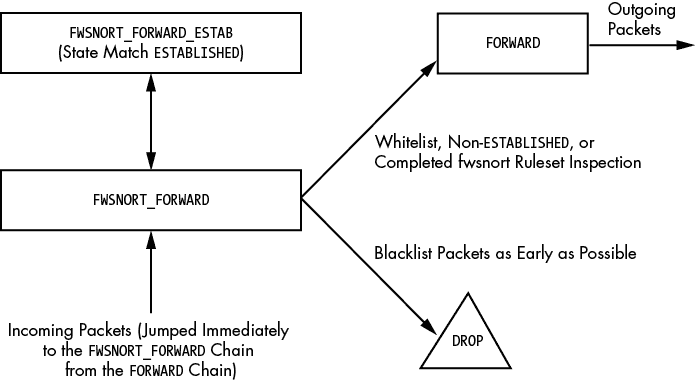 FWSNORT_FORWARD_ESTAB
(State Match ESTABLISHED)
FORWARD
Outgoing
Packets
Whitelist, Non-ESTABLISHED, or
Completed fwsnort Ruleset Inspection
FWSNORT_FORWARD
Blacklist Packets as Early as Possible
Incoming Packets (Jumped Immediately
to the FWSNORT_FORWARD Chain
from the FORWARD Chain)
DROP